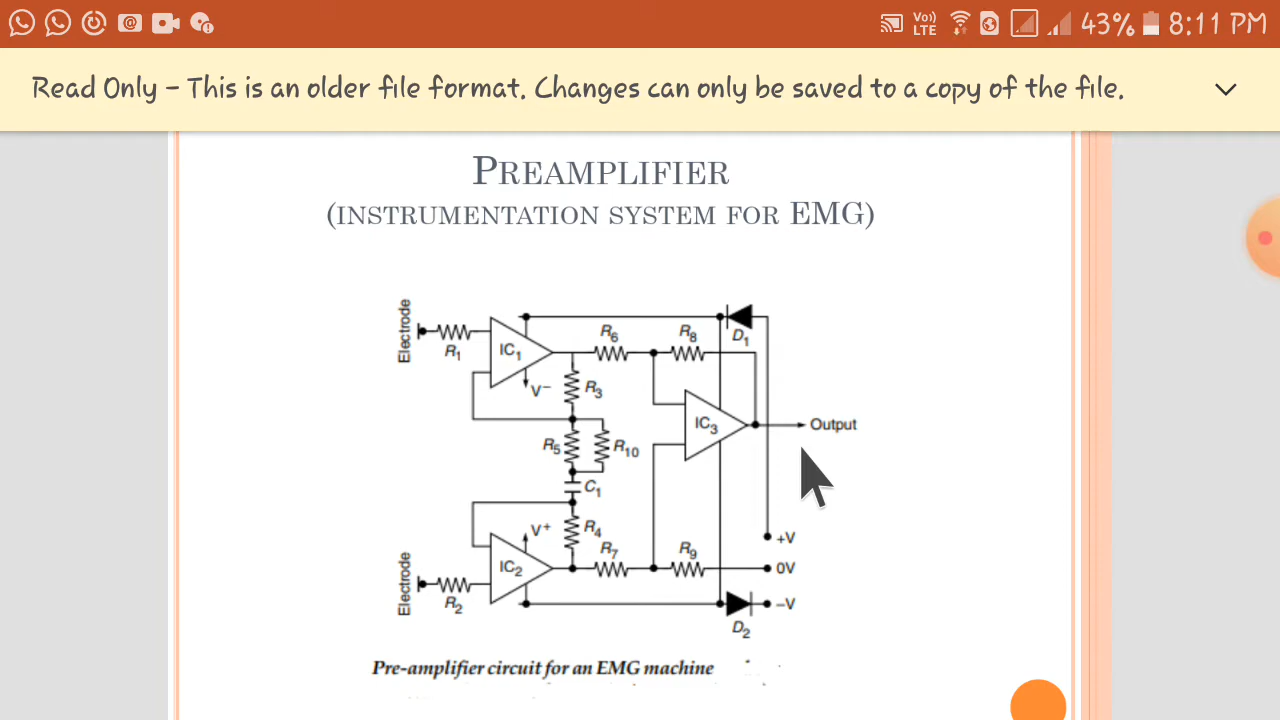 Vo)) LTE 43% 8:11 PM
Read Only – This is an older file format. Changes can only be saved to a copy of the file.
PREAMPLIFIER
(INSTRUMENTATION SYSTEM FOR EMG)
Electrode
R1
IC1
V−
R6
R8
D1
R3
IC3
Output
R5
R10
C1
R4
V+
R7
R9
+V
0V
−V
Electrode
R2
IC2
D2
Pre-amplifier circuit for an EMG machine